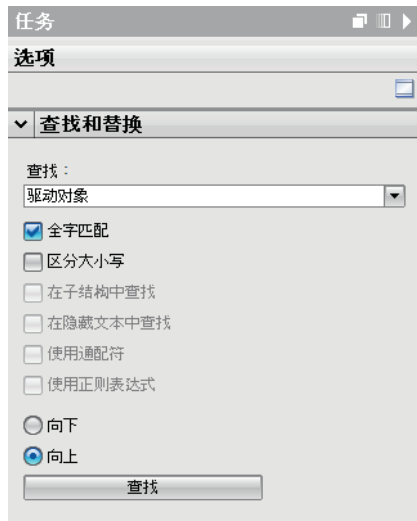 任务
选项
查找和替换
查找：
驱动对象
全字匹配
区分大小写
在子结构中查找
在隐藏文本中查找
使用通配符
使用正则表达式
向下
向上
查找